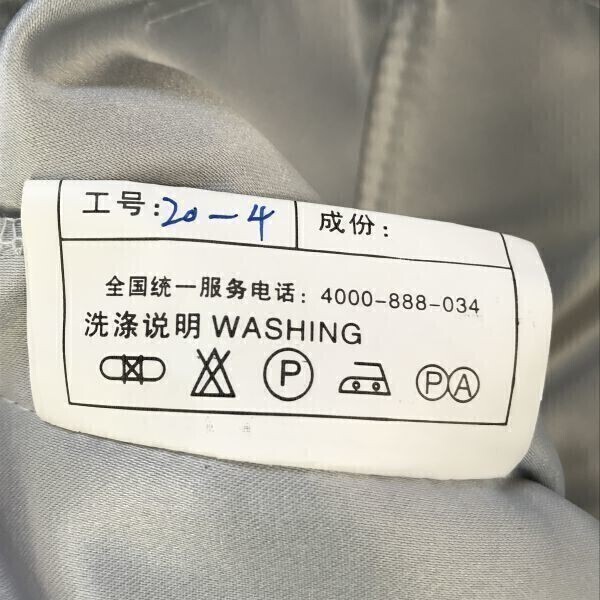 工号:20-4 成份:
全国统一服务电话: 4000-888-034
洗涤说明 WASHING
P P A